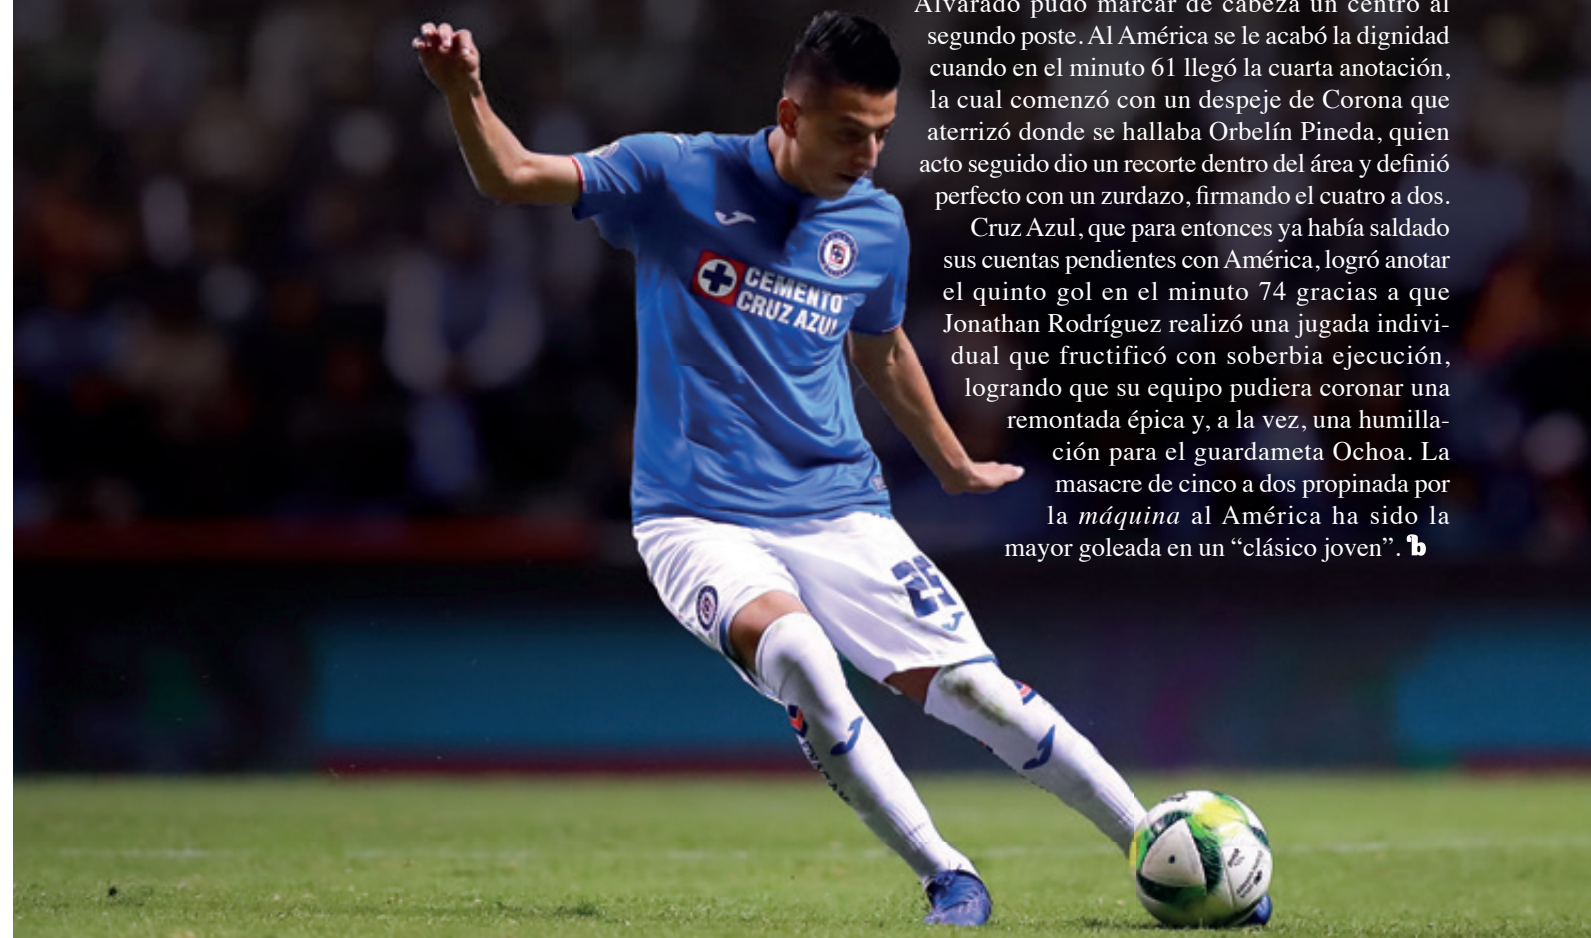 Alvarado pudo marcar de cabeza un centro al
segundo poste. Al América se le acabó la dignidad
cuando en el minuto 61 llegó la cuarta anotación,
la cual comenzó con un despeje de Corona que
aterrizó donde se hallaba Orbelín Pineda, quien
acto seguido dio un recorte dentro del área y definió
perfecto con un zurdazo, firmando el cuatro a dos.
Cruz Azul, que para entonces ya había saldado
sus cuentas pendientes con América, logró anotar
el quinto gol en el minuto 74 gracias a que
Jonathan Rodríguez realizó una jugada indivi-
dual que fructificó con soberbia ejecución,
logrando que su equipo pudiera coronar una
remontada épica y, a la vez, una humilla-
ción para el guardameta Ochoa. La
masacre de cinco a dos propinada por
la máquina al América ha sido la
mayor goleada en un “clásico joven”.
CEMENTO
CRUZ AZUL
25